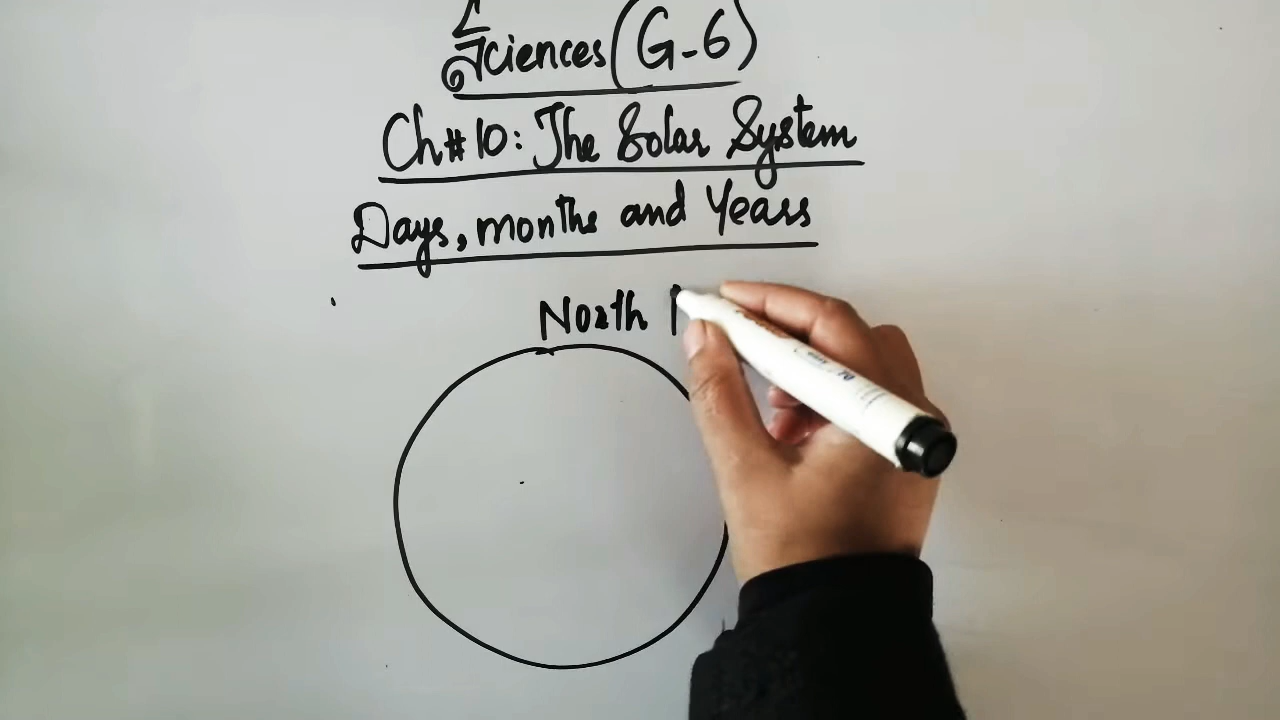 Sciences (G-6)
Ch# 10: The Solar System
Days, months and Years
North